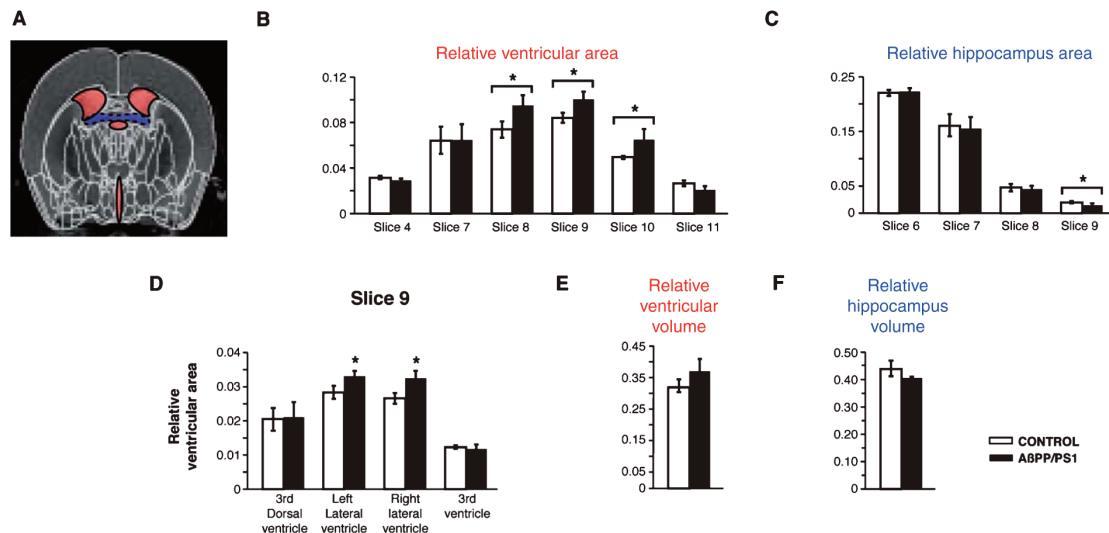 A
B
Relative ventricular area
0.12
0.08
0.04
0
*
*
*
Slice 4
Slice 7
Slice 8
Slice 9
Slice 10
Slice 11
C
Relative hippocampus area
0.25
0.15
0.05
0
*
Slice 6
Slice 7
Slice 8
Slice 9
D
Slice 9
Relative
ventricular area
0.04
0.03
0.02
0.01
0
*
*
3rd
Dorsal
ventricle
Left
Lateral
ventricle
Right
lateral
ventricle
3rd
ventricle
E
Relative
ventricular
volume
0.45
0.35
0.25
0.15
0.05
0
F
Relative
hippocampus
volume
0.50
0.40
0.30
0.20
0.10
0
CONTROL
AßPP/PS1